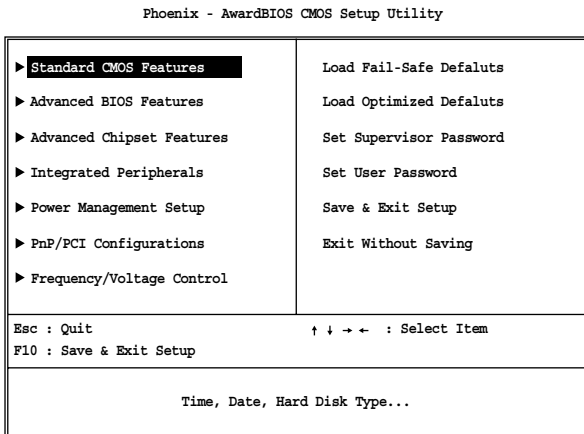 Phoenix - AwardBIOS CMOS Setup Utility
▶ Standard CMOS Features
▶ Advanced BIOS Features
▶ Advanced Chipset Features
▶ Integrated Peripherals
▶ Power Management Setup
▶ PnP/PCI Configurations
▶ Frequency/Voltage Control
Load Fail-Safe Defaluts
Load Optimized Defaluts
Set Supervisor Password
Set User Password
Save & Exit Setup
Exit Without Saving
Esc : Quit
↑ ↓ → ← : Select Item
F10 : Save & Exit Setup
Time, Date, Hard Disk Type...